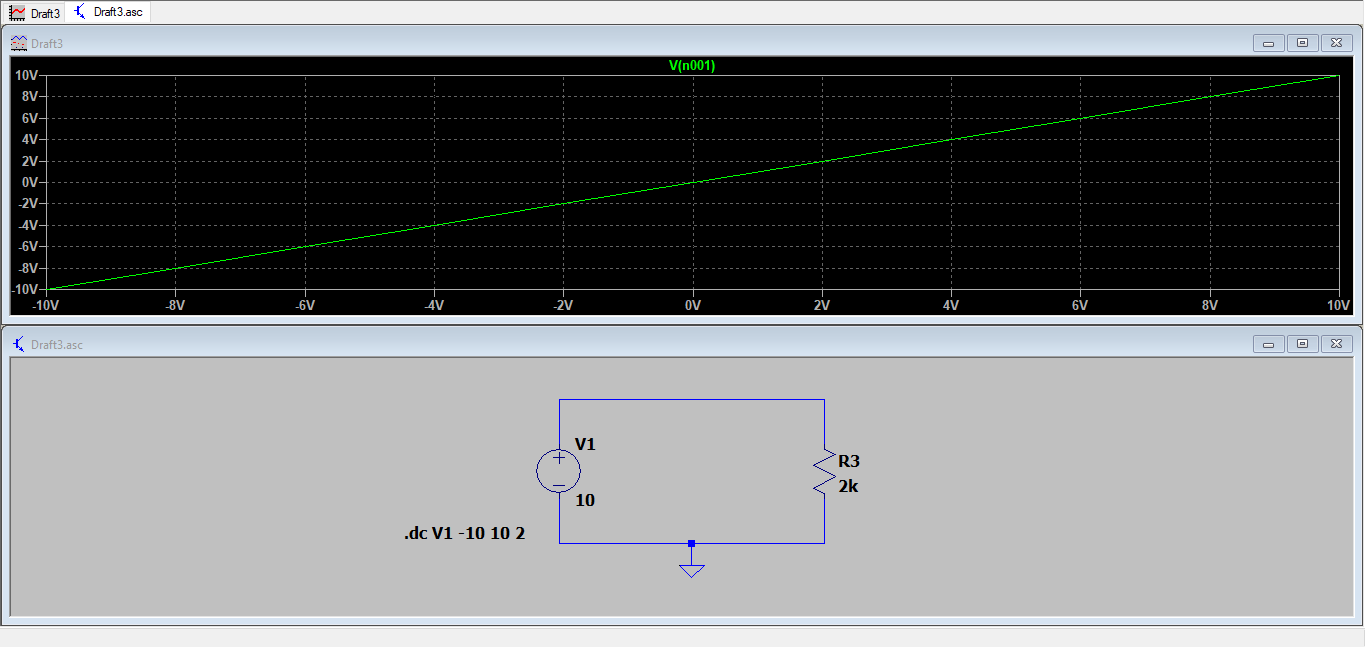 Draft3 Draft3.asc
Draft3
V(n001)
10V
8V
6V
4V
2V
0V
-2V
-4V
-6V
-8V
-10V
-10V -8V -6V -4V -2V 0V 2V 4V 6V 8V 10V
Draft3.asc
V1
R3
2k
10
.dc V1 -10 10 2